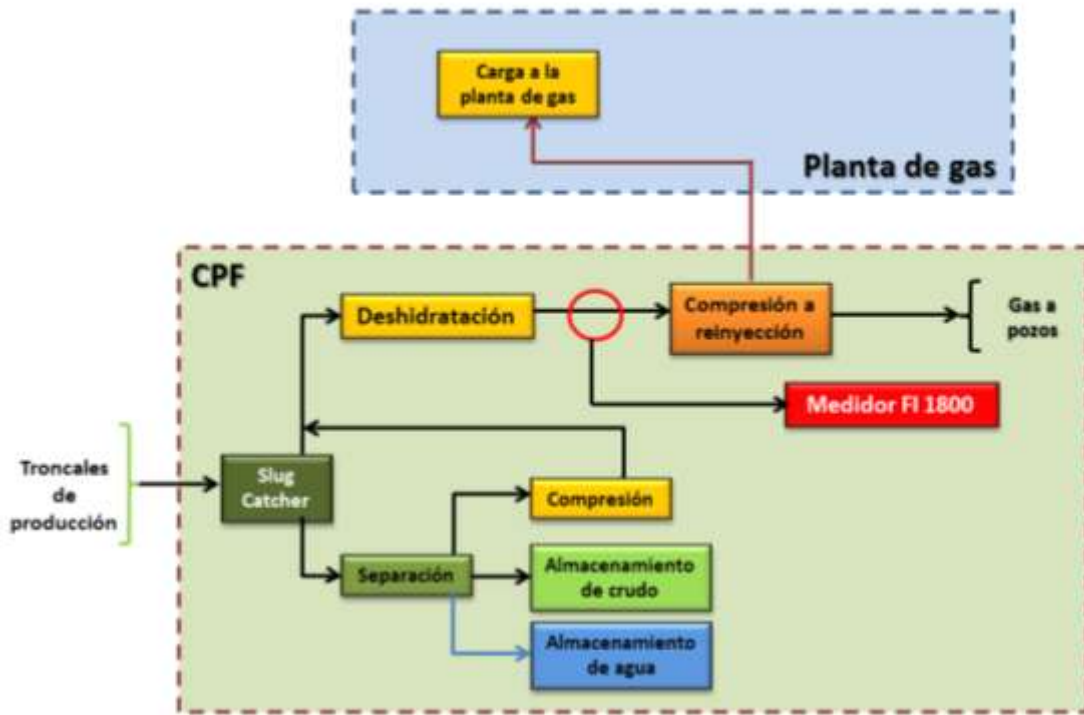 Carga a la
planta de gas
Planta de gas
CPF
Deshidratación
Compresión a
reinyección
Gas a
pozos
Medidor FI 1800
Troncales
de
producción
Slug
Catcher
Compresión
Separación
Almacenamiento
de crudo
Almacenamiento
de agua